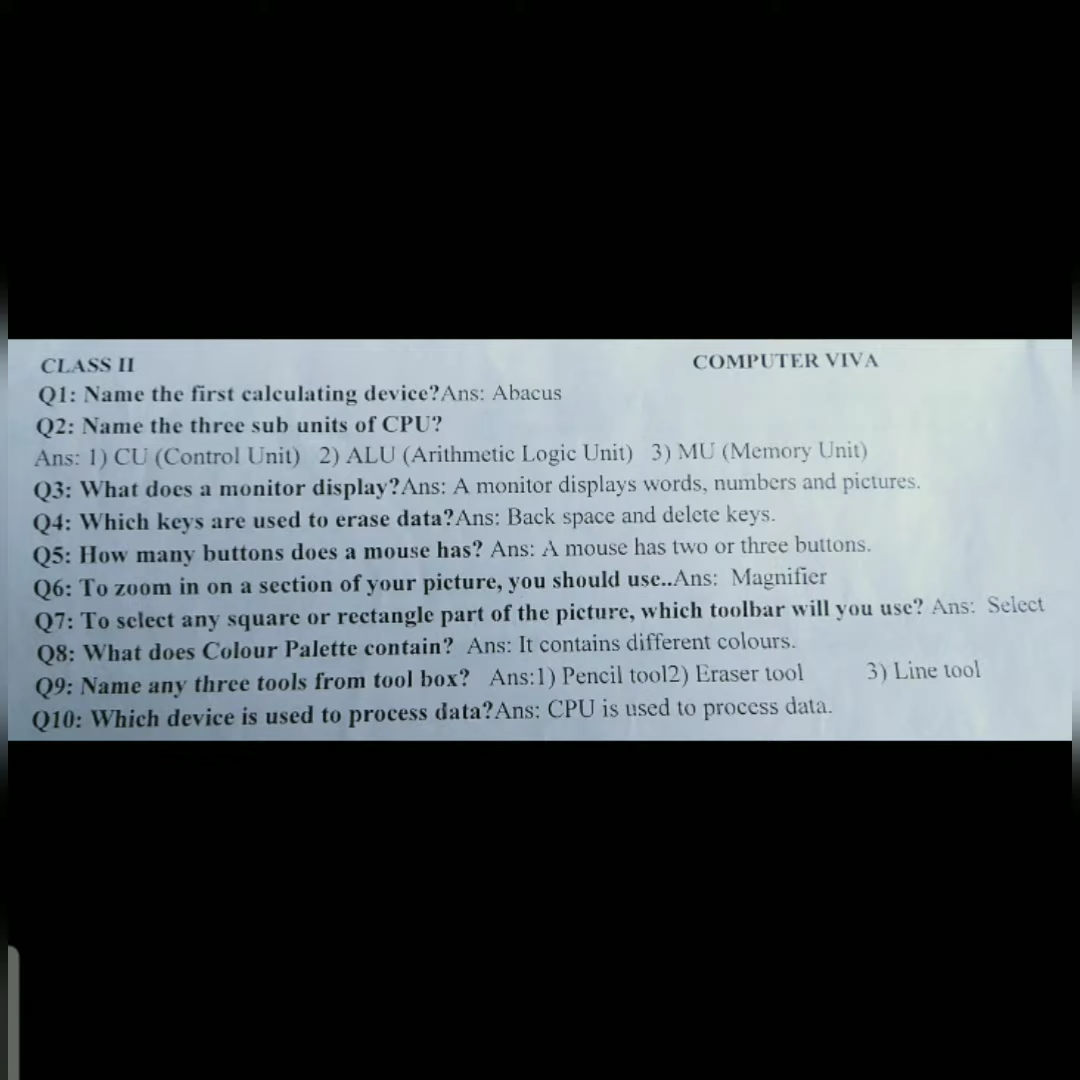 CLASS II COMPUTER VIVA
Q1: Name the first calculating device?Ans: Abacus
Q2: Name the three sub units of CPU?
Ans: 1) CU (Control Unit) 2) ALU (Arithmetic Logic Unit) 3) MU (Memory Unit)
Q3: What does a monitor display?Ans: A monitor displays words, numbers and pictures.
Q4: Which keys are used to erase data?Ans: Back space and delete keys.
Q5: How many buttons does a mouse has? Ans: A mouse has two or three buttons.
Q6: To zoom in on a section of your picture, you should use..Ans: Magnifier
Q7: To select any square or rectangle part of the picture, which toolbar will you use? Ans: Select
Q8: What does Colour Palette contain? Ans: It contains different colours.
Q9: Name any three tools from tool box? Ans:1) Pencil tool2) Eraser tool 3) Line tool
Q10: Which device is used to process data?Ans: CPU is used to process data.